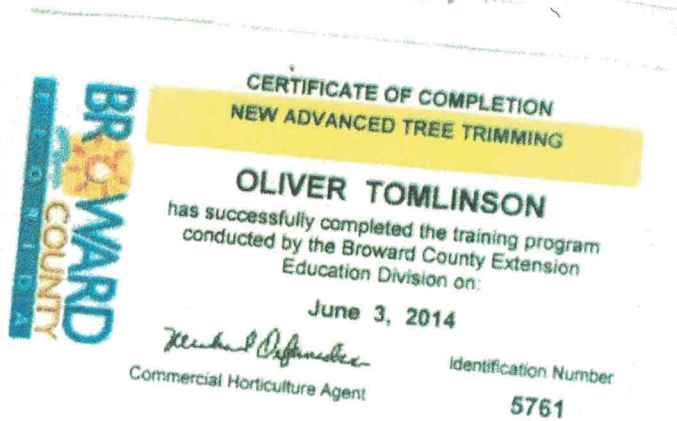 CERTIFICATE OF COMPLETION
NEW ADVANCED TREE TRIMMING
OLIVER TOMLINSON
has successfully completed the training program
conducted by the Broward County Extension
Education Division on:
June 3, 2014
Commercial Horticulture Agent
Identification Number
5761
BROWARD
COUNTY
FLORIDA